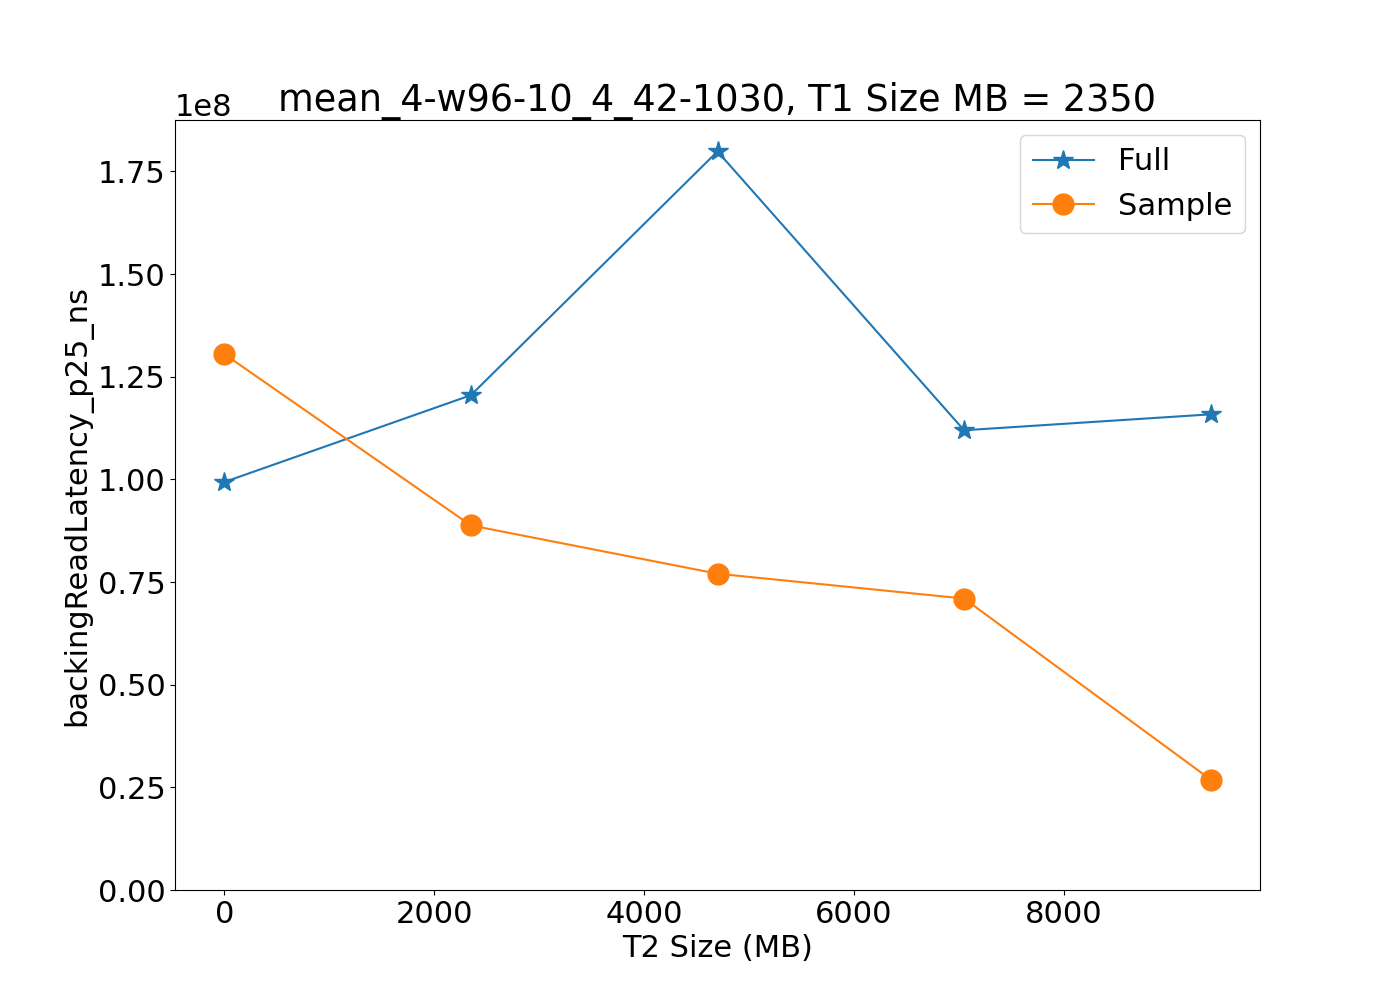 1e8
mean_4-w96-10_4_42-1030, T1 Size MB = 2350
Full
Sample
backingReadLatency_p25_ns
1.75
1.50
1.25
1.00
0.75
0.50
0.25
0.00
0 2000 4000 6000 8000
T2 Size (MB)